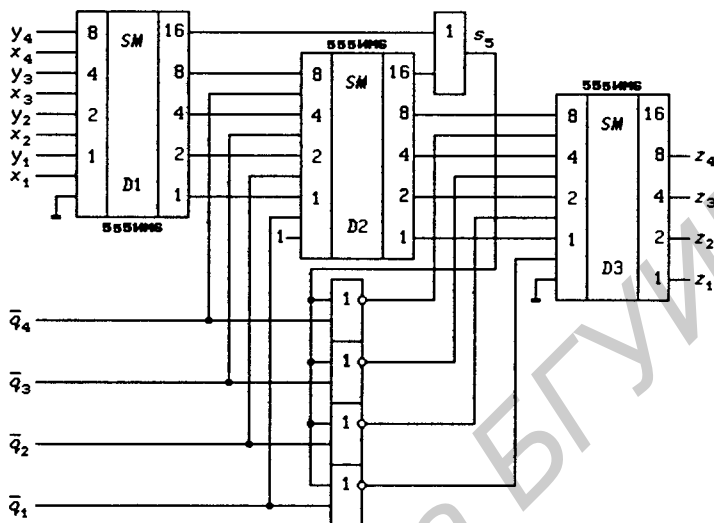 y₄ 8 SM 16
x₄
y₃ 4 8
x₃
y₂ 2 4
x₂
y₁ 1 2
x₁
D1 1
555ИМ6
1 s₅
555ИМ6
8 SM 16
4 8
2 4
1 2
1 D2 1
555ИМ6
8 SM 16
4 8 z₄
2 4 z₃
1 2 z₂
D3 1 z₁
q̄₄ 1
q̄₃ 1
q̄₂ 1
q̄₁ 1
БГУИ